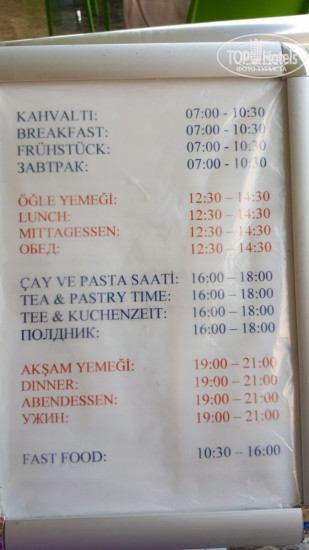 TOP Hotels
ФОТО ТУРИСТА
KAHVALTI: 07:00 - 10:30
BREAKFAST: 07:00 - 10:30
FRÜHSTÜCK: 07:00 - 10:30
ЗАВТРАК: 07:00 - 10:30
ÖĞLE YEMEĞİ: 12:30 – 14:30
LUNCH: 12:30 – 14:30
MITTAGESSEN: 12:30 – 14:30
ОБЕД: 12:30 – 14:30
ÇAY VE PASTA SAATİ: 16:00 – 18:00
TEA & PASTRY TIME: 16:00 – 18:00
TEE & KUCHENZEIT: 16:00 – 18:00
ПОЛДНИК: 16:00 – 18:00
AKŞAM YEMEĞİ: 19:00 – 21:00
DINNER: 19:00 – 21:00
ABENDESSEN: 19:00 – 21:00
УЖИН: 19:00 – 21:00
FAST FOOD: 10:30 – 16:00